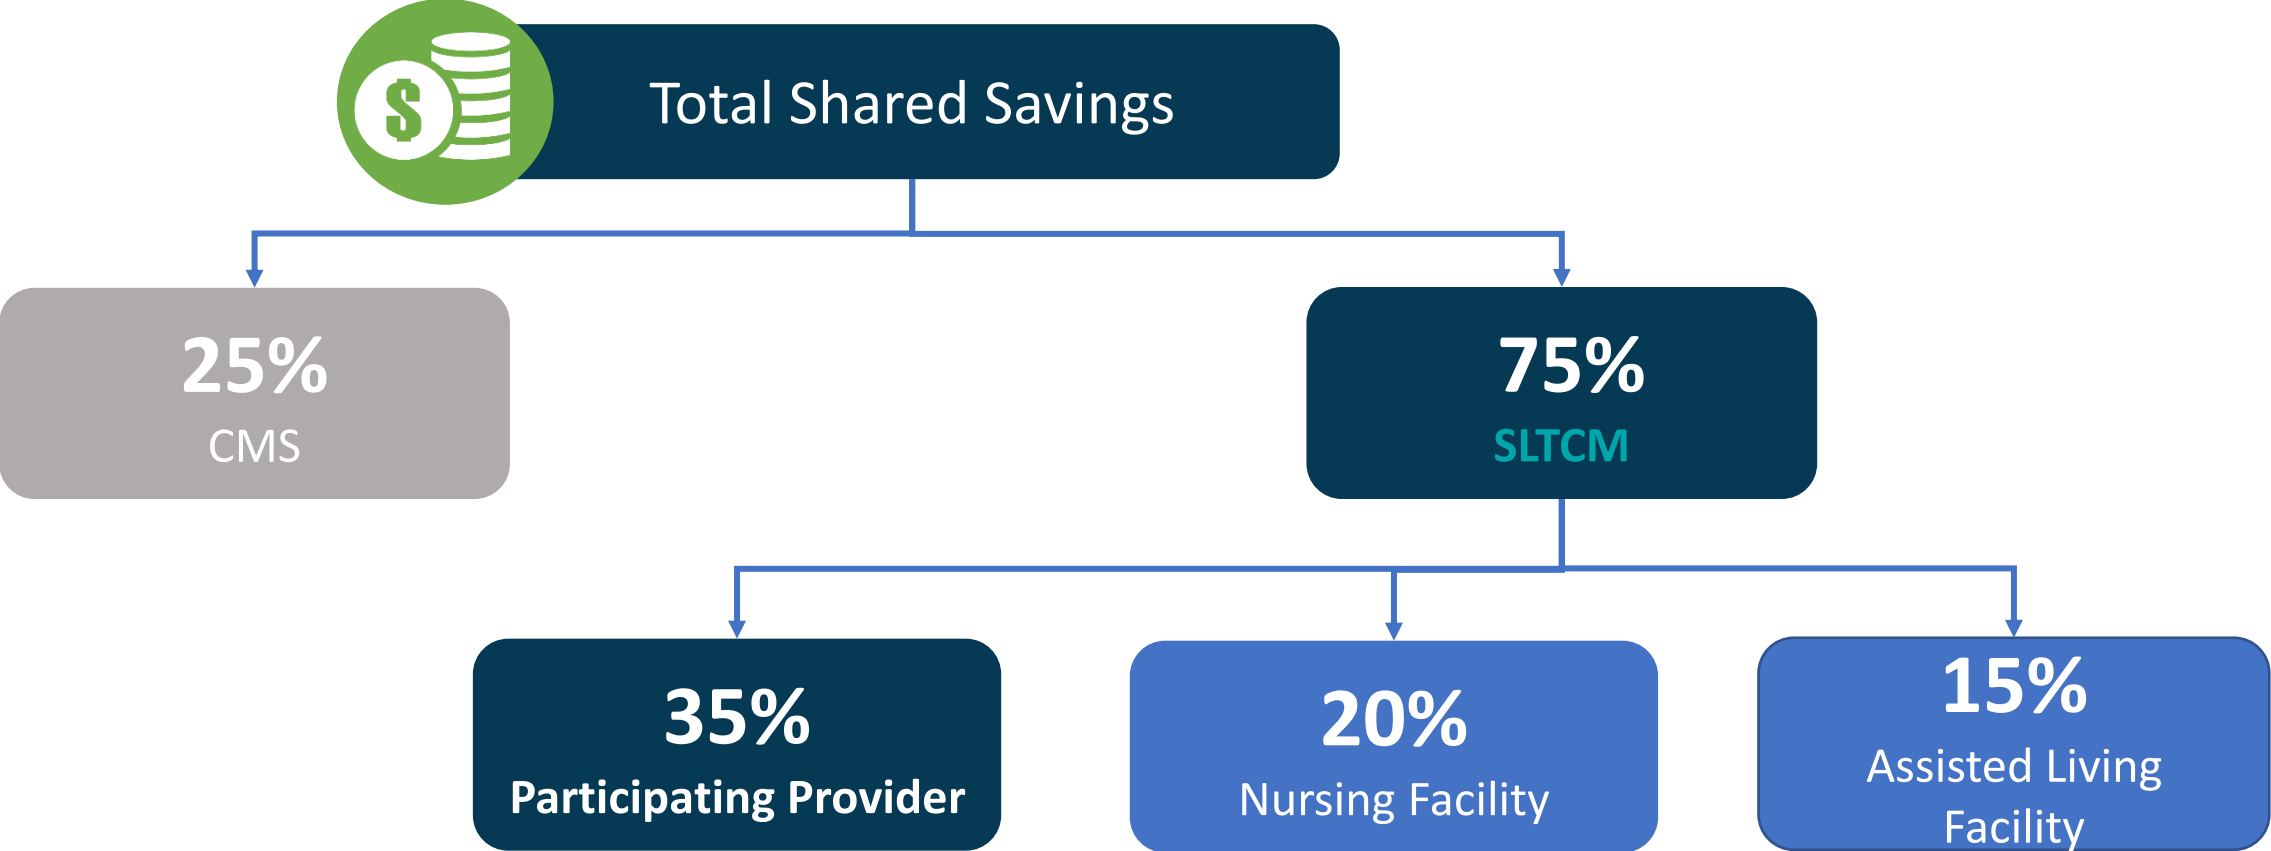 $
Total Shared Savings
25%
CMS
75%
SLTCM
35%
Participating Provider
20%
Nursing Facility
15%
Assisted Living
Facility